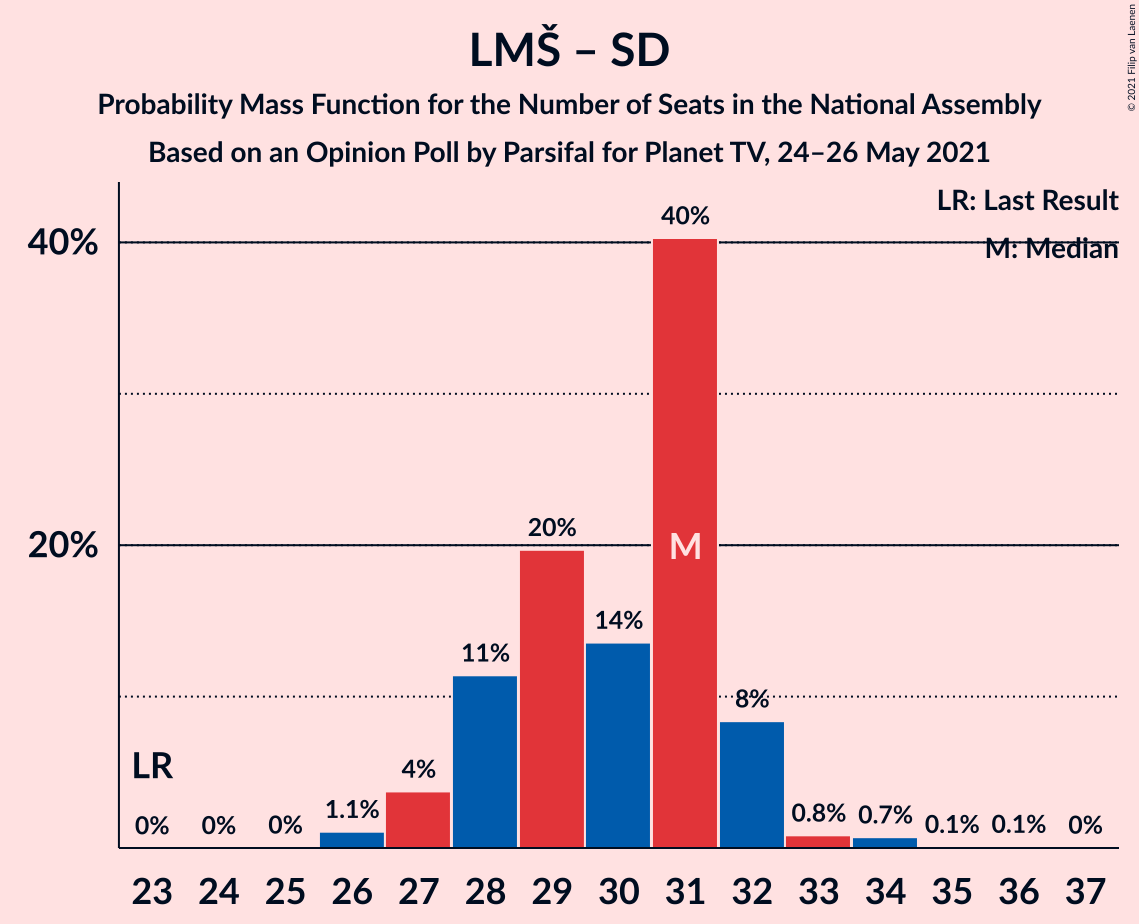 LMŠ – SD
Probability Mass Function for the Number of Seats in the National Assembly
Based on an Opinion Poll by Parsifal for Planet TV, 24–26 May 2021
© 2021 Filip van Laenen
LR: Last Result
M: Median
40%
20%
LR
0%
0%
0%
1.1%
4%
11%
20%
14%
40%
M
8%
0.8%
0.7%
0.1%
0.1%
0%
23 24 25 26 27 28 29 30 31 32 33 34 35 36 37